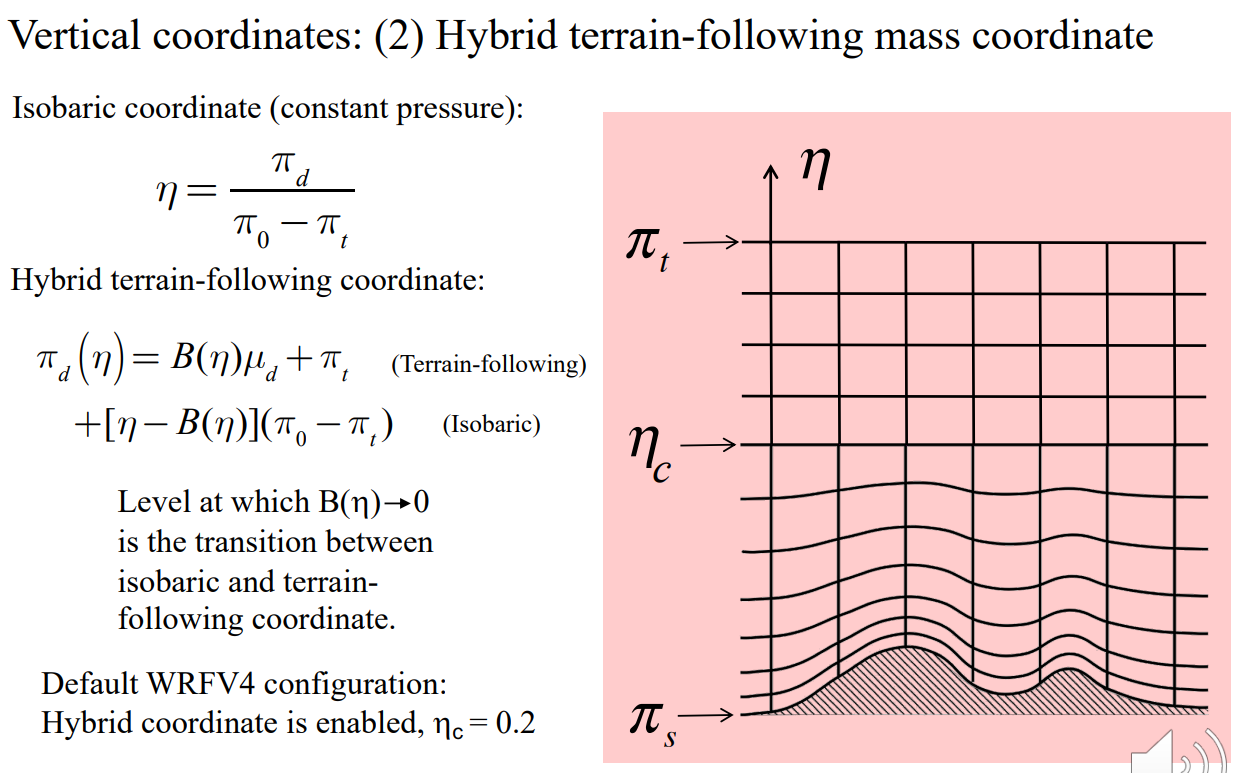 Vertical coordinates: (2) Hybrid terrain-following mass coordinate
Isobaric coordinate (constant pressure):
η = π_d / (π_0 − π_t)
Hybrid terrain-following coordinate:
π_d(η) = B(η)μ_d + π_t (Terrain-following)
+[η − B(η)](π_0 − π_t) (Isobaric)
Level at which B(η)→0
is the transition between
isobaric and terrain-
following coordinate.
Default WRFV4 configuration:
Hybrid coordinate is enabled, η_c = 0.2
η
π_t
η_c
π_s